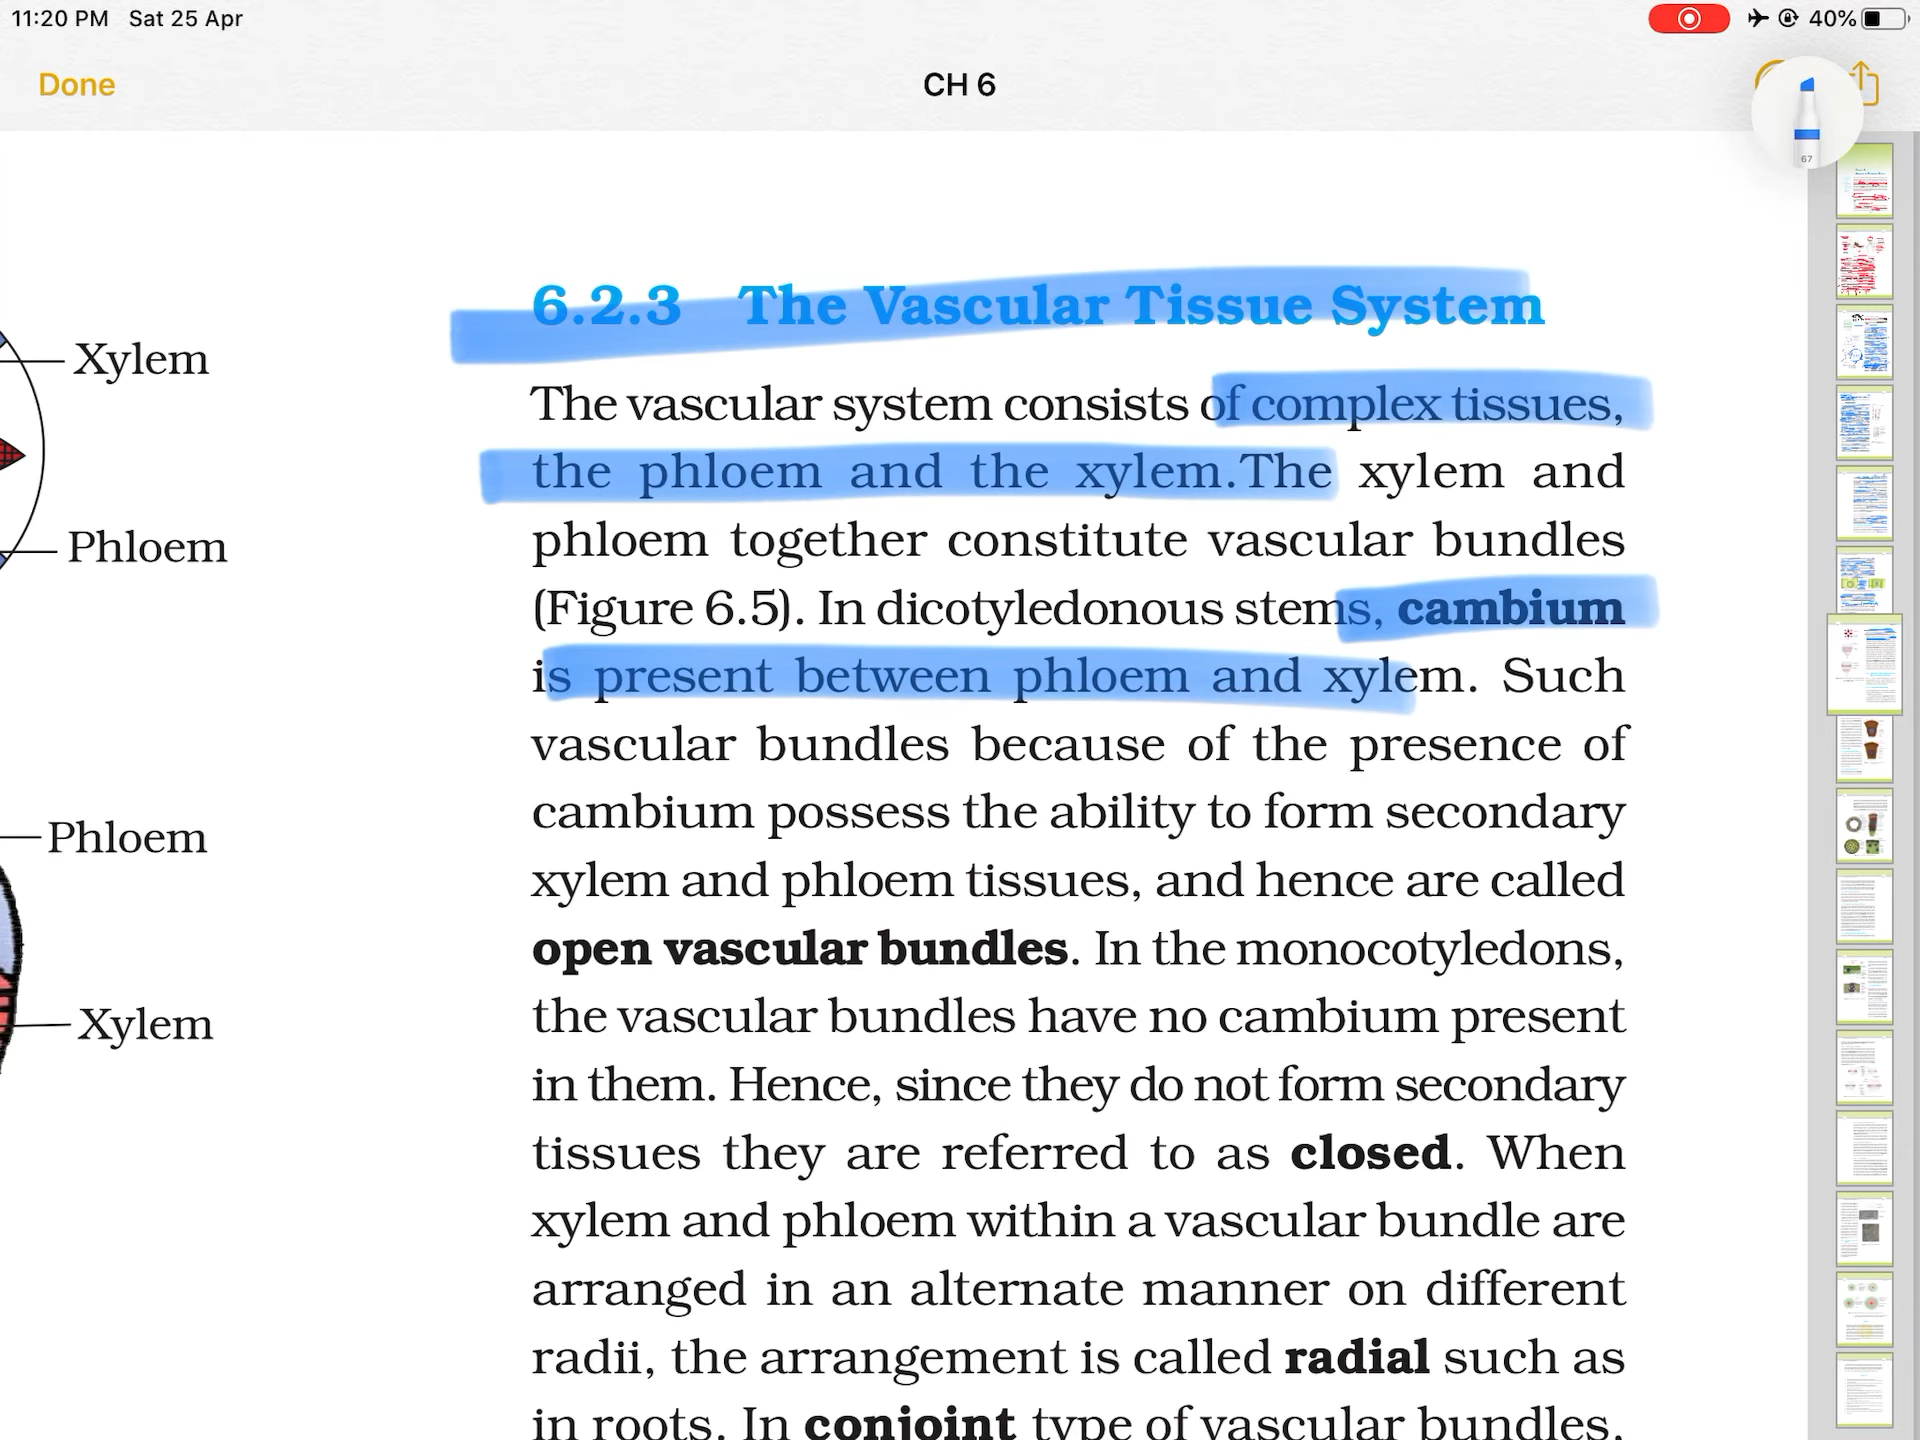 11:20 PM Sat 25 Apr
40%
Done
CH 6
67
Xylem
Phloem
Phloem
Xylem
6.2.3 The Vascular Tissue System
The vascular system consists of complex tissues,
the phloem and the xylem.The xylem and
phloem together constitute vascular bundles
(Figure 6.5). In dicotyledonous stems, cambium
is present between phloem and xylem. Such
vascular bundles because of the presence of
cambium possess the ability to form secondary
xylem and phloem tissues, and hence are called
open vascular bundles. In the monocotyledons,
the vascular bundles have no cambium present
in them. Hence, since they do not form secondary
tissues they are referred to as closed. When
xylem and phloem within a vascular bundle are
arranged in an alternate manner on different
radii, the arrangement is called radial such as
in roots. In conjoint type of vascular bundles,